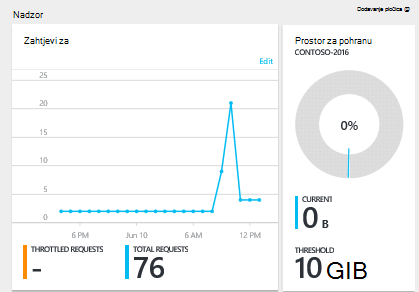 Nadzor
Dodavanje pločica
Zahtjevi za
Edit
25
20
15
10
5
0
6 PM
Jun 10
6 AM
12 PM
THROTTLED REQUESTS
-
TOTAL REQUESTS
76
Prostor za pohranu
CONTOSO-2016
0%
CURRENT
0 B
THRESHOLD
10 GIB